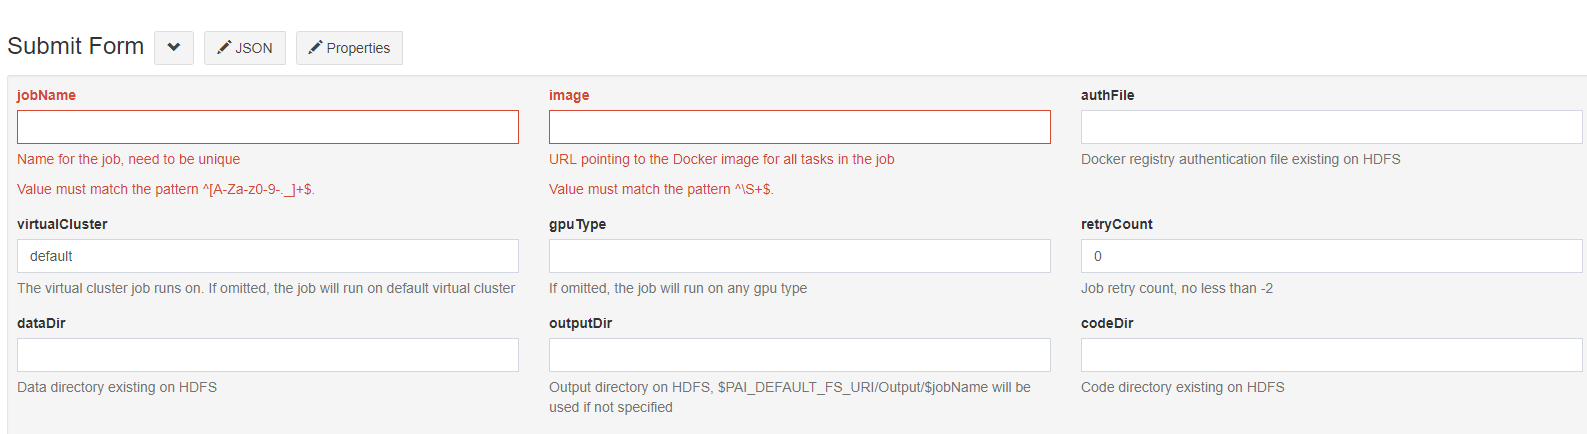 Submit Form
JSON
Properties
jobName
Name for the job, need to be unique
Value must match the pattern ^[A-Za-z0-9-._]+$.
image
URL pointing to the Docker image for all tasks in the job
Value must match the pattern ^\S+$.
authFile
Docker registry authentication file existing on HDFS
virtualCluster
default
The virtual cluster job runs on. If omitted, the job will run on default virtual cluster
gpuType
If omitted, the job will run on any gpu type
retryCount
0
Job retry count, no less than -2
dataDir
Data directory existing on HDFS
outputDir
Output directory on HDFS, $PAI_DEFAULT_FS_URI/Output/$jobName will be
used if not specified
codeDir
Code directory existing on HDFS